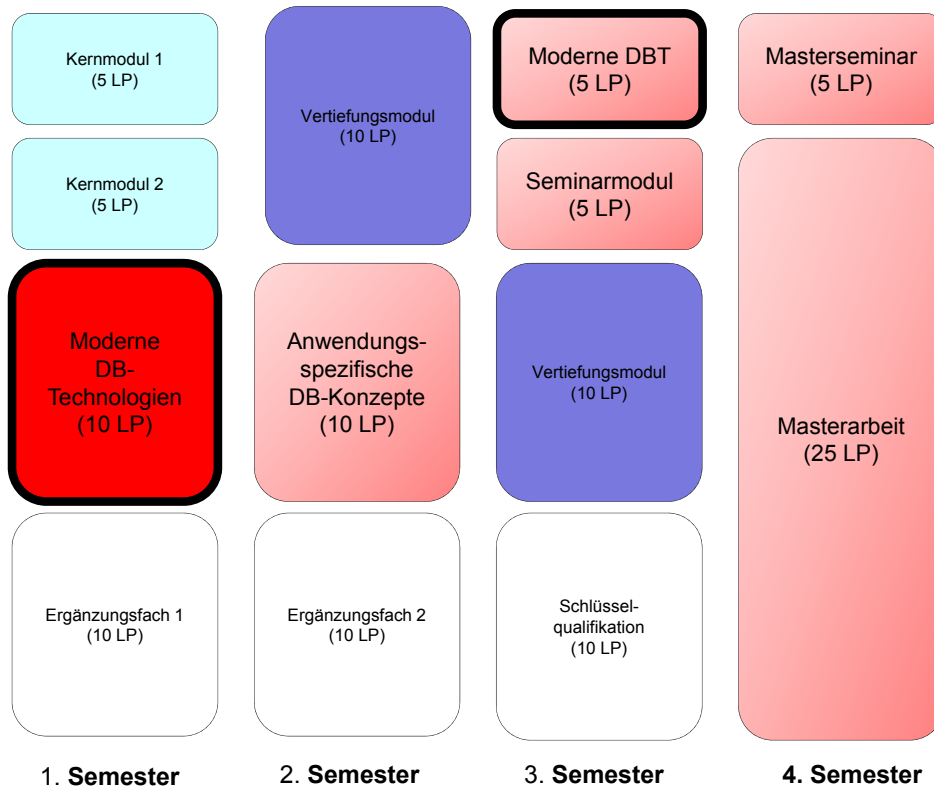 Kernmodul 1
(5 LP)
Kernmodul 2
(5 LP)
Moderne
DB-
Technologien
(10 LP)
Ergänzungsfach 1
(10 LP)
1. Semester
Vertiefungsmodul
(10 LP)
Anwendungs-
spezifische
DB-Konzepte
(10 LP)
Ergänzungsfach 2
(10 LP)
2. Semester
Moderne DBT
(5 LP)
Seminarmodul
(5 LP)
Vertiefungsmodul
(10 LP)
Schlüssel-
qualifikation
(10 LP)
3. Semester
Masterseminar
(5 LP)
Masterarbeit
(25 LP)
4. Semester